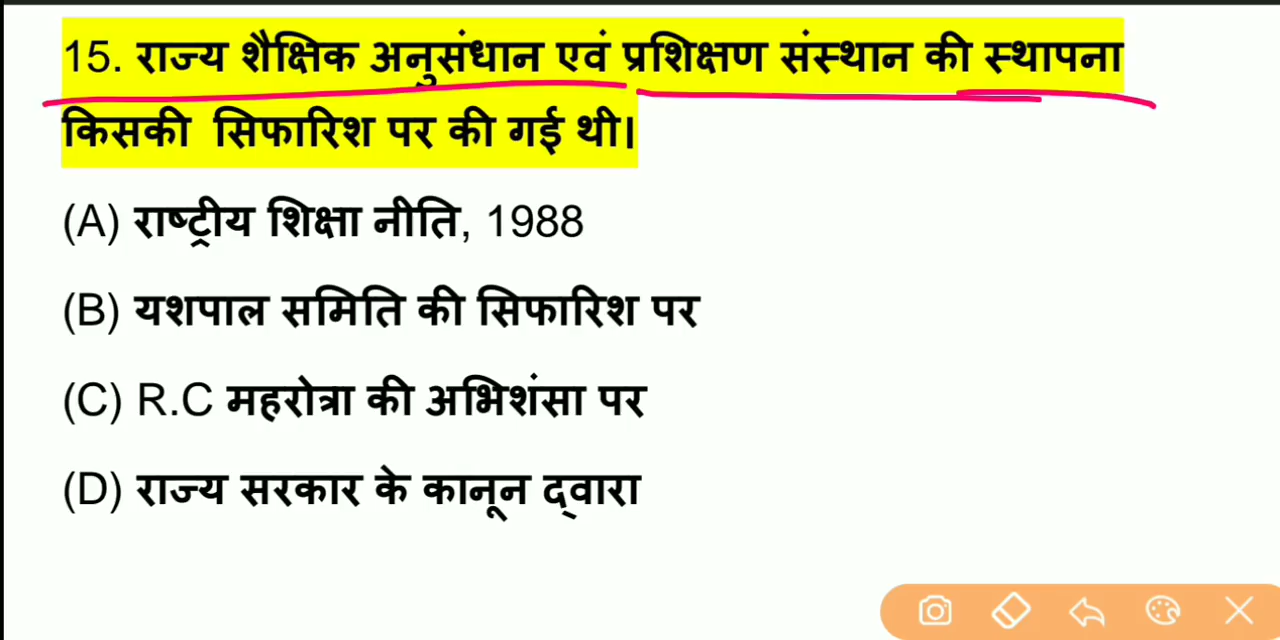 15. राज्य शैक्षिक अनुसंधान एवं प्रशिक्षण संस्थान की स्थापना
किसकी सिफारिश पर की गई थी।
(A) राष्ट्रीय शिक्षा नीति, 1988
(B) यशपाल समिति की सिफारिश पर
(C) R.C महरोत्रा की अभिशंसा पर
(D) राज्य सरकार के कानून द्वारा